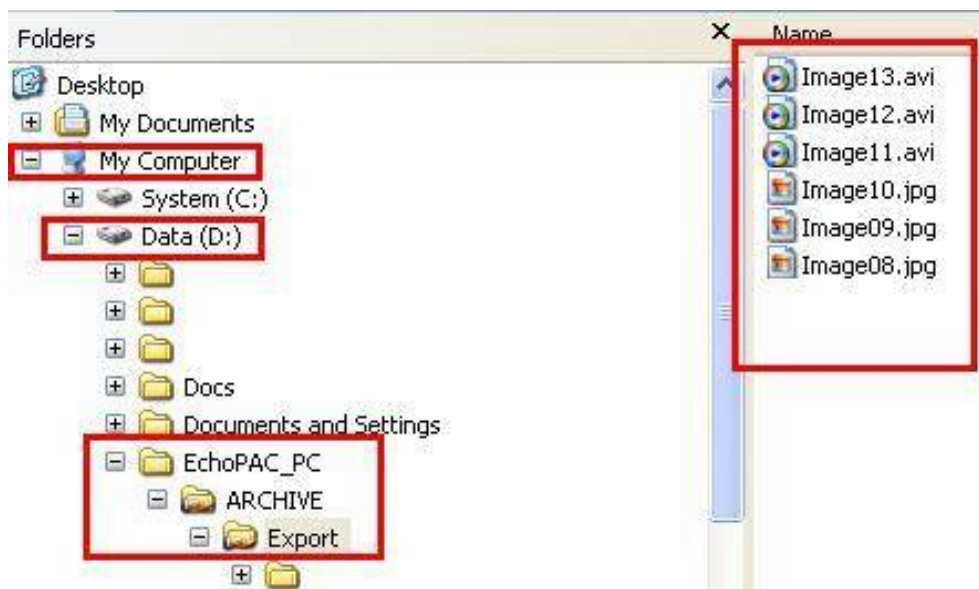 Folders
Desktop
My Documents
My Computer
System (C:)
Data (D:)
Docs
Documents and Settings
EchoPAC_PC
ARCHIVE
Export
Name
Image13.avi
Image12.avi
Image11.avi
Image10.jpg
Image09.jpg
Image08.jpg